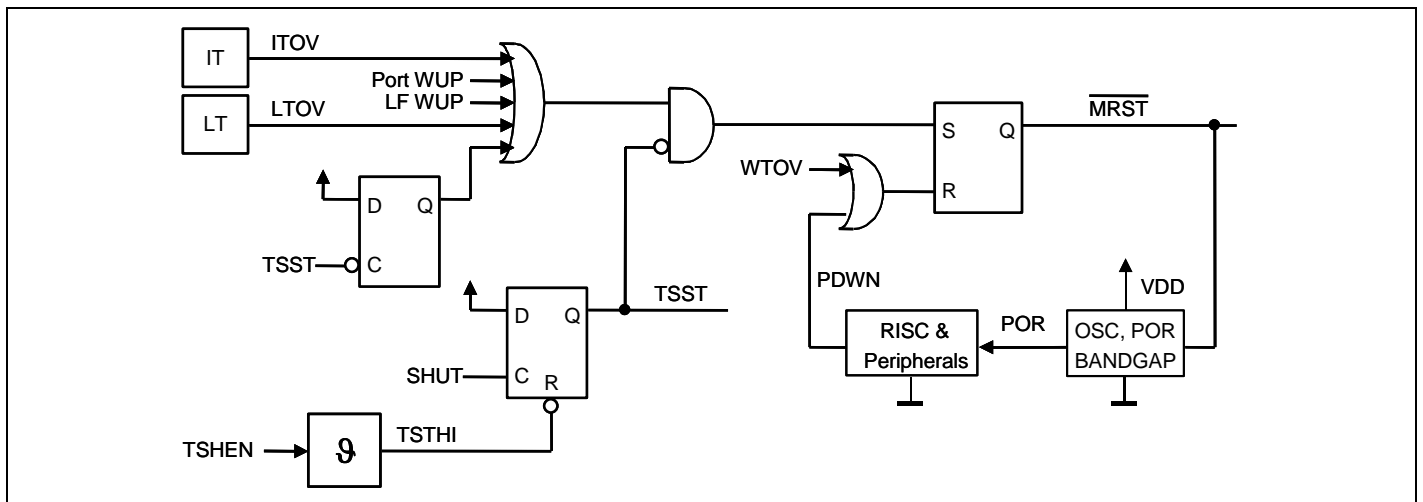 IT
ITOV
Port WUP
LF WUP
LT
LTOV
D
Q
TSST
C
SHUT
D
Q
C
R
TSST
TSHEN
ϑ
TSTHI
WTOV
S
Q
R
MRST
PDWN
RISC &
Peripherals
POR
VDD
OSC, POR
BANDGAP